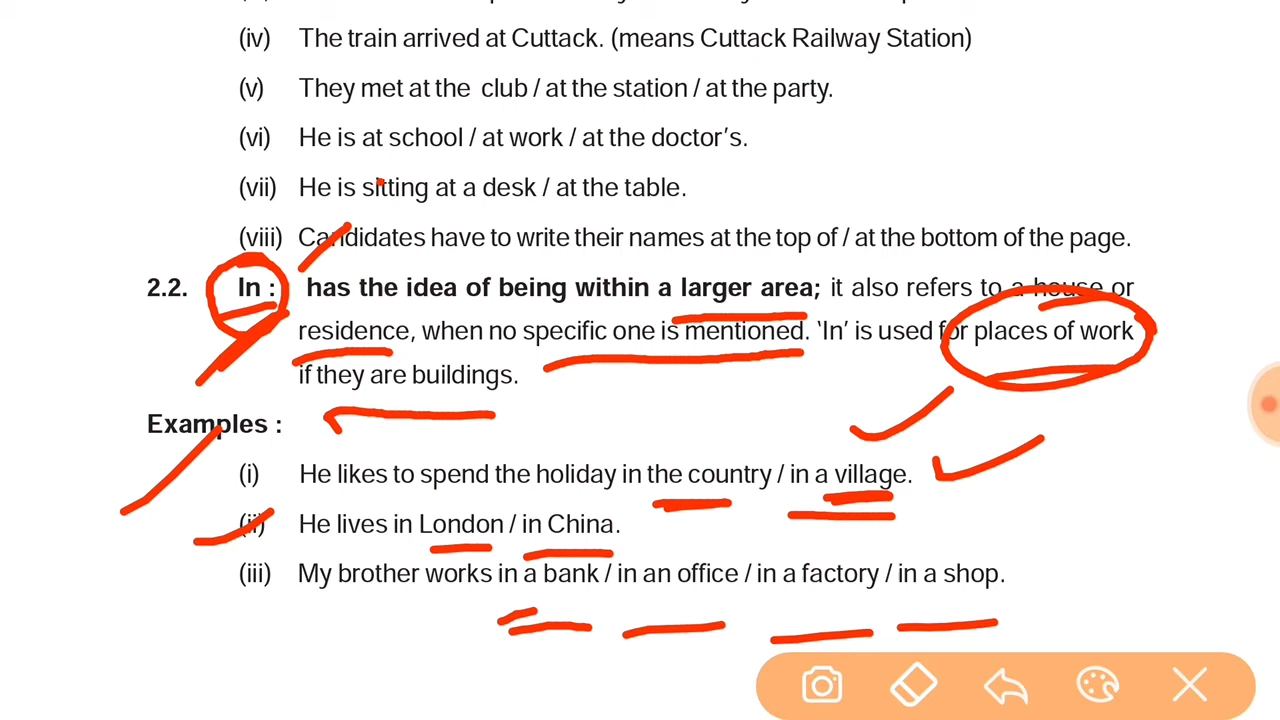 (iv) The train arrived at Cuttack. (means Cuttack Railway Station)
(v) They met at the club / at the station / at the party.
(vi) He is at school / at work / at the doctor's.
(vii) He is sitting at a desk / at the table.
(viii) Candidates have to write their names at the top of / at the bottom of the page.
2.2. In : has the idea of being within a larger area; it also refers to a house or
residence, when no specific one is mentioned. 'In' is used for places of work
if they are buildings.
Examples :
(i) He likes to spend the holiday in the country / in a village.
(ii) He lives in London / in China.
(iii) My brother works in a bank / in an office / in a factory / in a shop.